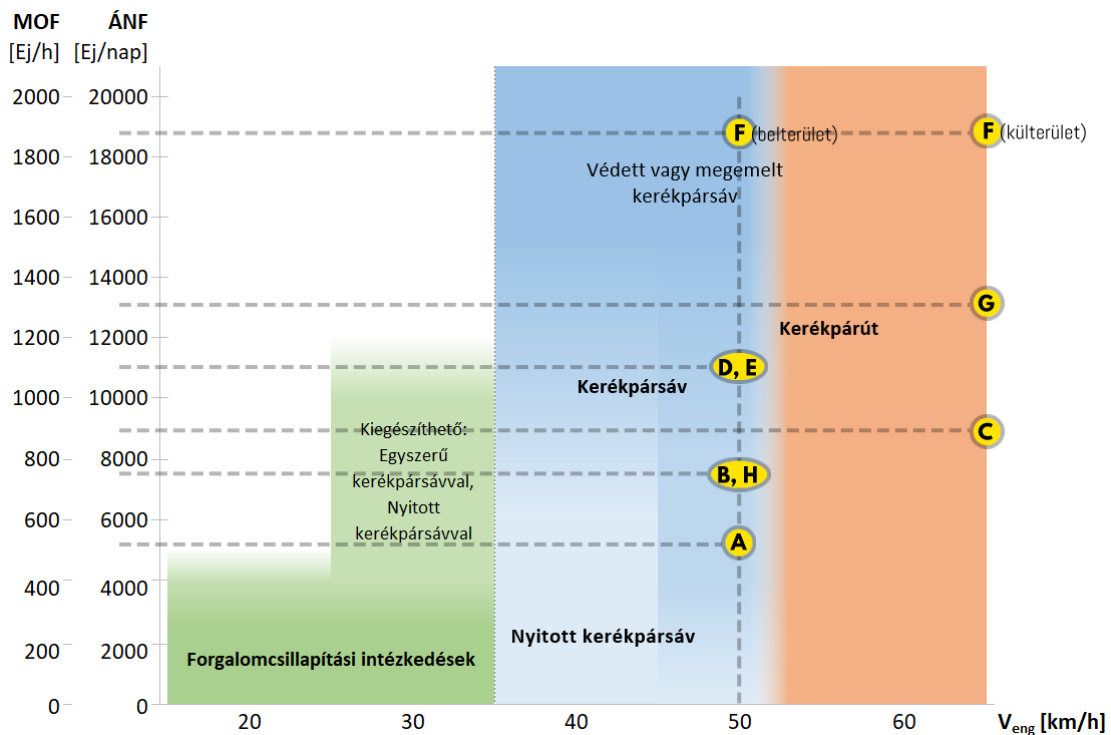 MOF ÁNF
[Ej/h] [Ej/nap]
2000 20000
F (belterület) F (külterület)
1800 18000
Védett vagy megemelt
kerékpársáv
1600 16000
1400 14000
G
Kerékpárút
1200 12000
D, E
Kerékpársáv
1000 10000
Kiegészíthető:
C
Egyszerű
800 8000
kerékpársávval,
B, H
Nyitott
600 6000
kerékpársávval
A
400 4000
Nyitott kerékpársáv
200 2000
Forgalomcsillapítási intézkedések
0 0
20 30 40 50 60 Veng [km/h]